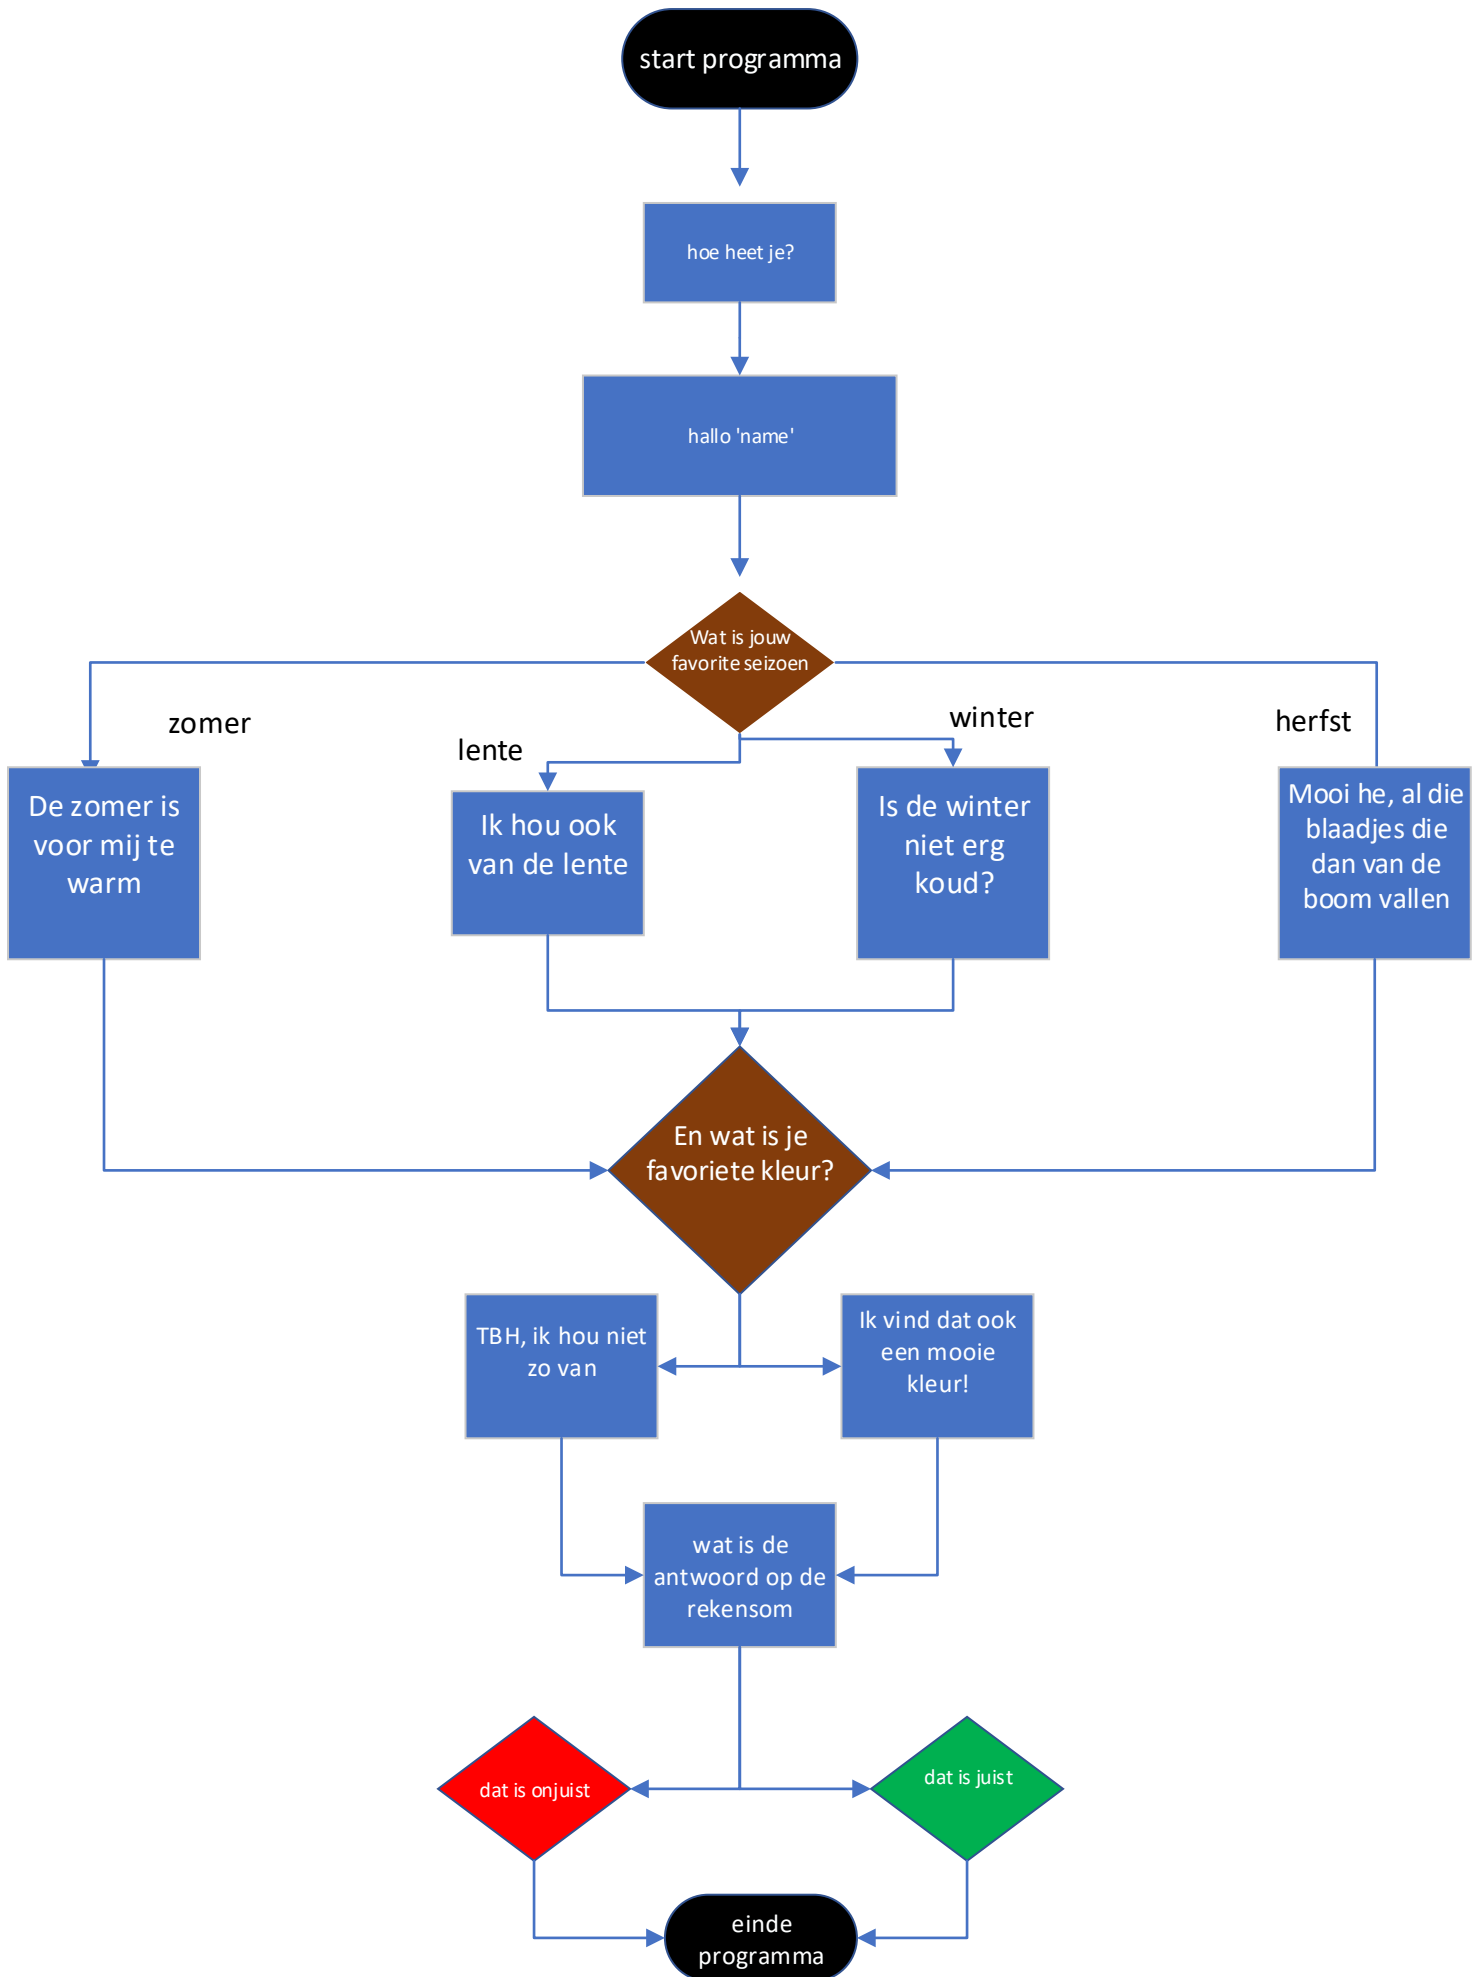 start programma
hoe heet je?
hallo 'name'
Wat is jouw
favorite seizoen
zomer
lente
winter
herfst
De zomer is
voor mij te
warm
Ik hou ook
van de lente
Is de winter
niet erg
koud?
Mooi he, al die
blaadjes die
dan van de
boom vallen
En wat is je
favoriete kleur?
TBH, ik hou niet
zo van
Ik vind dat ook
een mooie
kleur!
wat is de
antwoord op de
rekensom
dat is onjuist
dat is juist
einde
programma